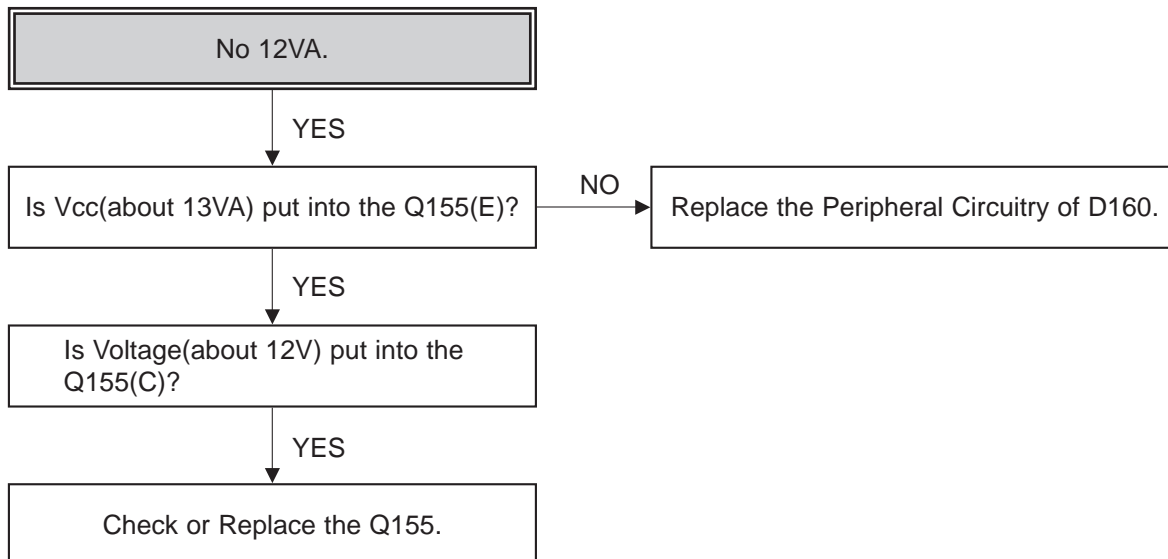 No 12VA.
YES
Is Vcc(about 13VA) put into the Q155(E)?
NO
Replace the Peripheral Circuitry of D160.
YES
Is Voltage(about 12V) put into the
Q155(C)?
YES
Check or Replace the Q155.